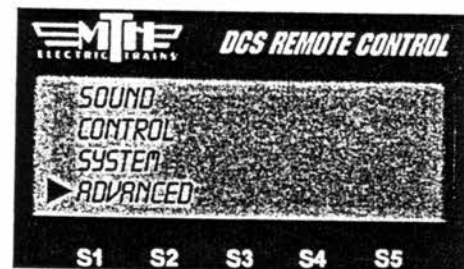 MTH
ELECTRIC TRAINS
DCS REMOTE CONTROL
SOUND
CONTROL
SYSTEM
ADVANCED
S1 S2 S3 S4 S5